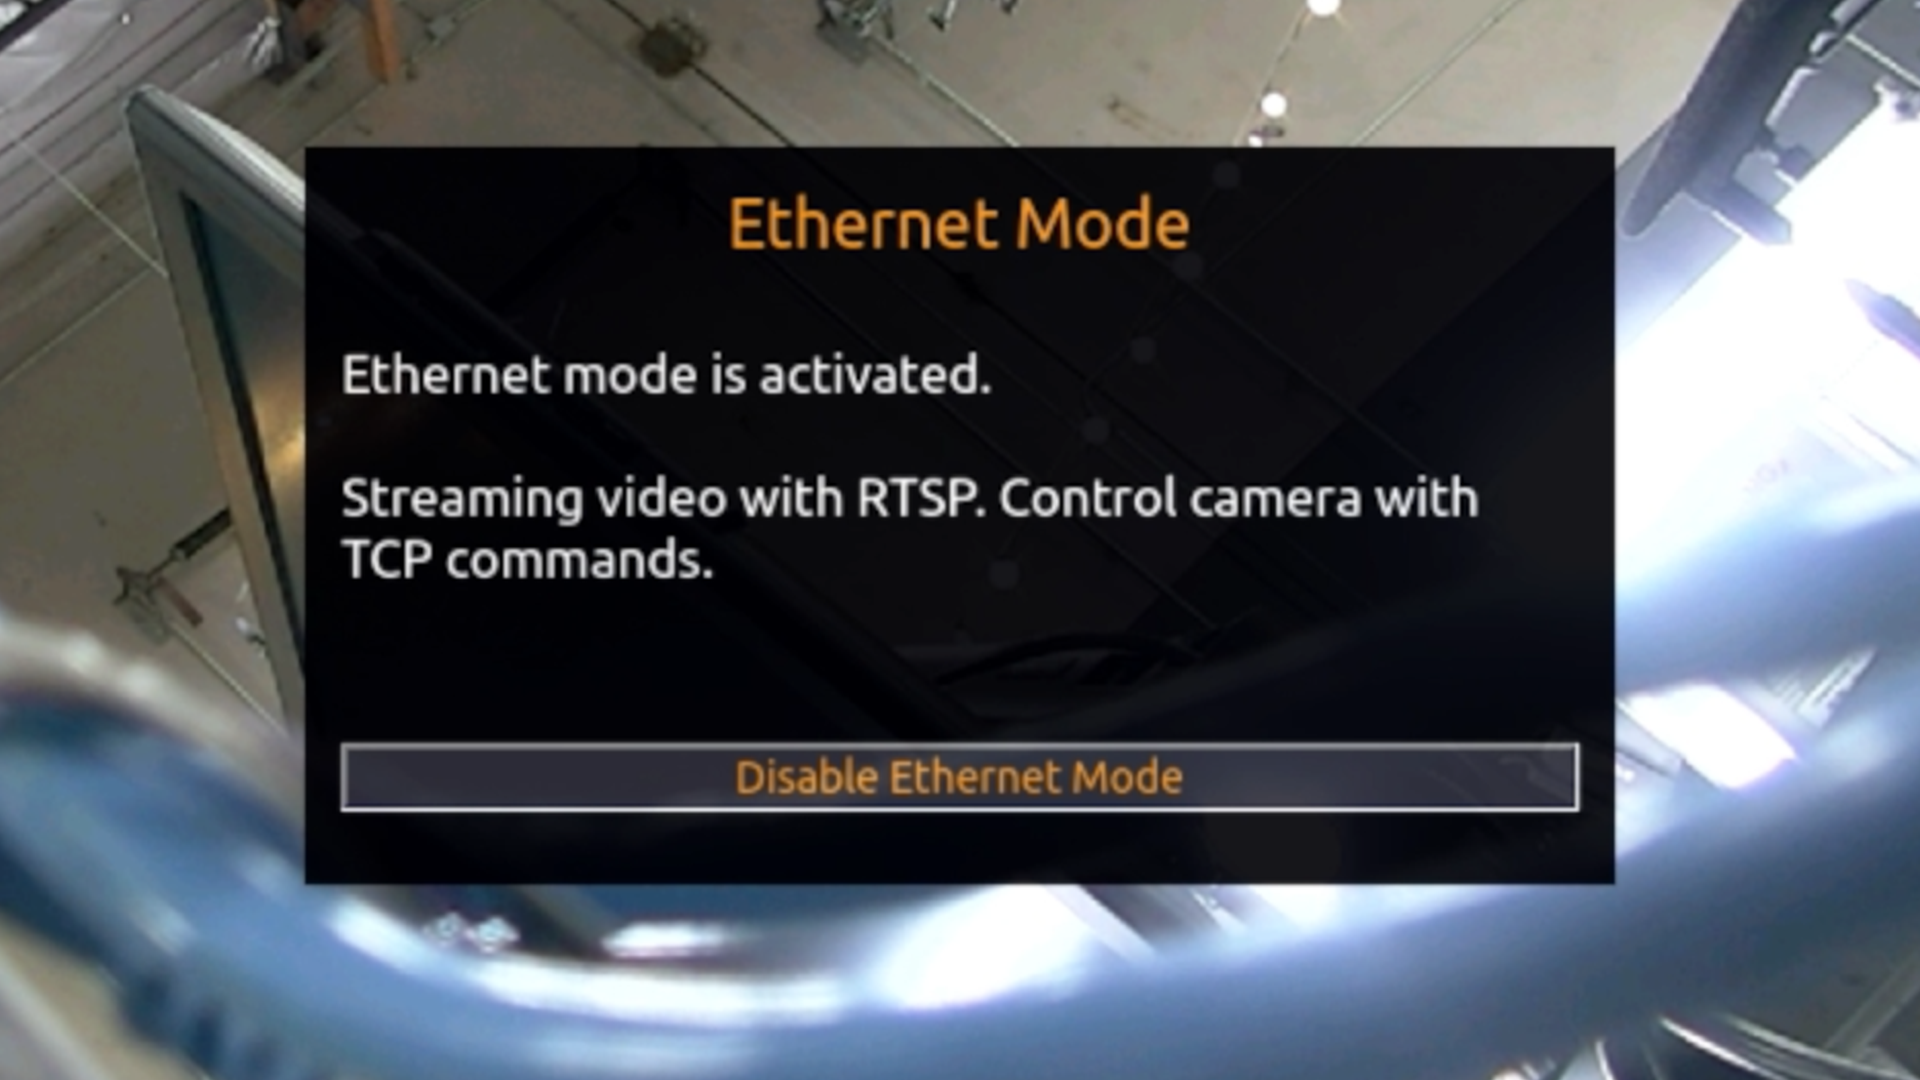 Ethernet Mode
Ethernet mode is activated.
Streaming video with RTSP. Control camera with
TCP commands.
Disable Ethernet Mode